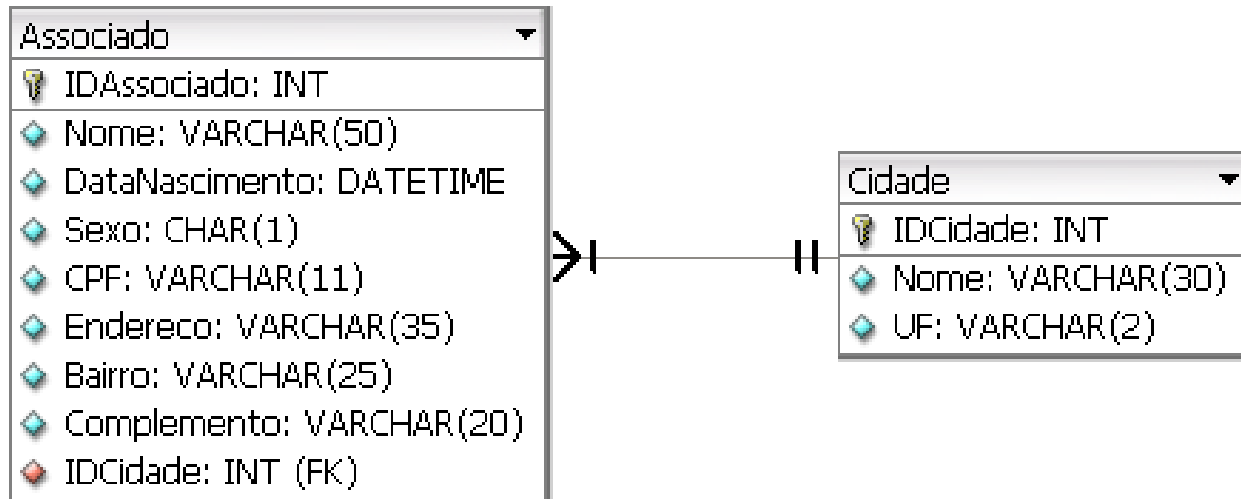 Associado
IDAssociado: INT
Nome: VARCHAR(50)
DataNascimento: DATETIME
Sexo: CHAR(1)
CPF: VARCHAR(11)
Endereco: VARCHAR(35)
Bairro: VARCHAR(25)
Complemento: VARCHAR(20)
IDCidade: INT (FK)
Cidade
IDCidade: INT
Nome: VARCHAR(30)
UF: VARCHAR(2)